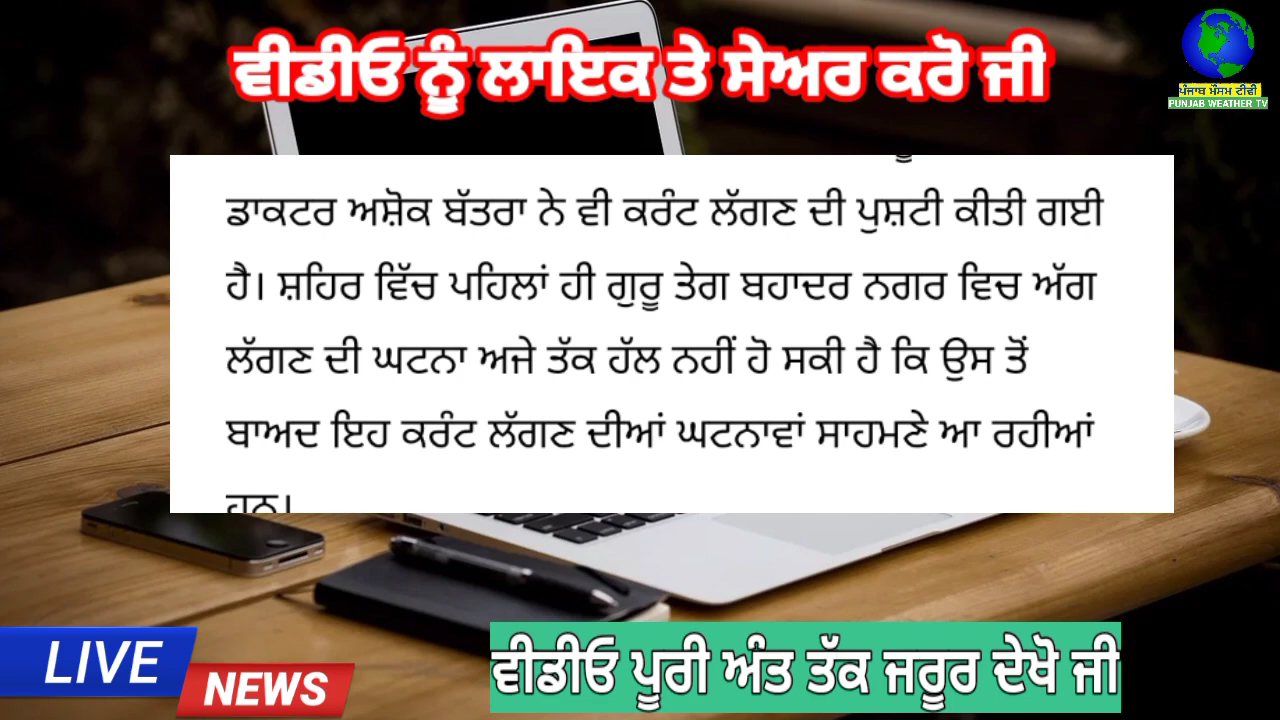 ਵੀਡੀਓ ਨੂੰ ਲਾਇਕ ਤੇ ਸੇਅਰ ਕਰੋ ਜੀ
ਪੰਜਾਬ ਮੌਸਮ ਟੀਵੀ
PUNJAB WEATHER TV
ਡਾਕਟਰ ਅਸ਼ੋਕ ਬੱਤਰਾ ਨੇ ਵੀ ਕਰੰਟ ਲੱਗਣ ਦੀ ਪੁਸ਼ਟੀ ਕੀਤੀ ਗਈ
ਹੈ। ਸ਼ਹਿਰ ਵਿੱਚ ਪਹਿਲਾਂ ਹੀ ਗੁਰੂ ਤੇਗ ਬਹਾਦਰ ਨਗਰ ਵਿਚ ਅੱਗ
ਲੱਗਣ ਦੀ ਘਟਨਾ ਅਜੇ ਤੱਕ ਹੱਲ ਨਹੀਂ ਹੋ ਸਕੀ ਹੈ ਕਿ ਉਸ ਤੋਂ
ਬਾਅਦ ਇਹ ਕਰੰਟ ਲੱਗਣ ਦੀਆਂ ਘਟਨਾਵਾਂ ਸਾਹਮਣੇ ਆ ਰਹੀਆਂ
ਹਨ।
LIVE
NEWS
ਵੀਡੀਓ ਪੂਰੀ ਅੰਤ ਤੱਕ ਜਰੂਰ ਦੇਖੋ ਜੀ